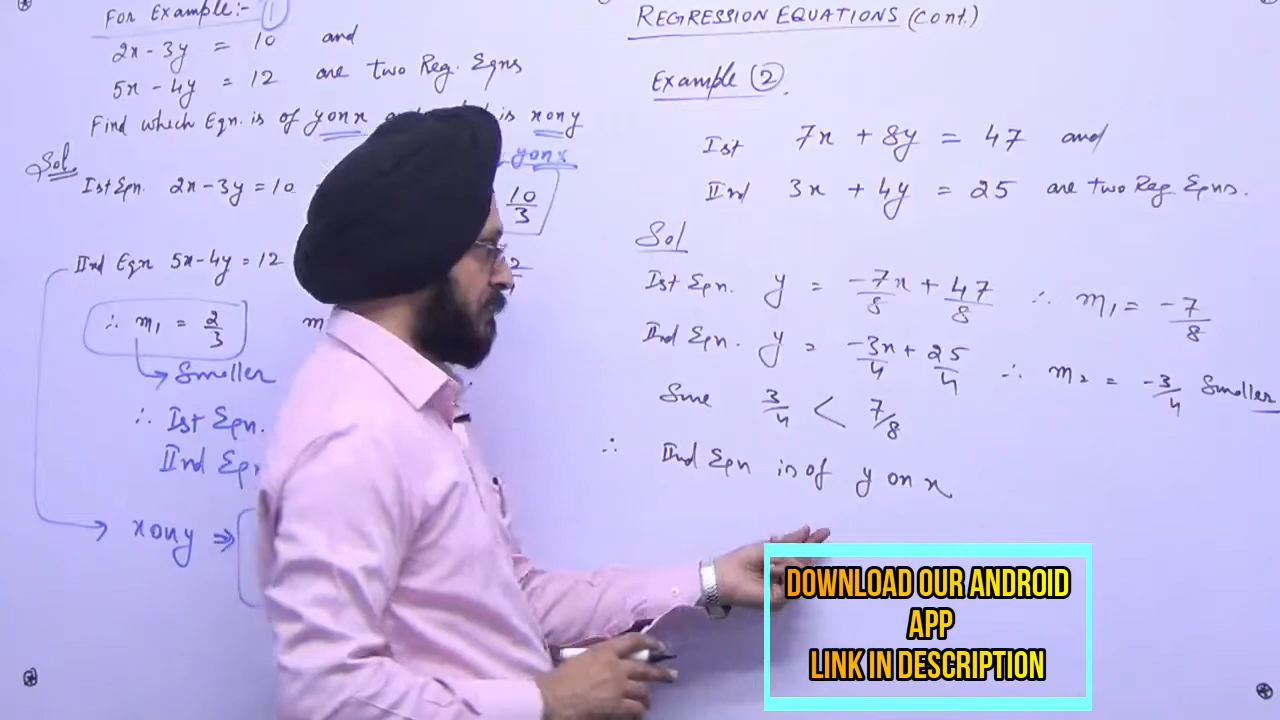 For Example:- 1
2x - 3y = 10 and
5x - 4y = 12 are two Reg. Eqns
Find which Eqn. is of y on x is x on y
Sol.
y on x
Ist Eqn. 2x - 3y = 10
10/3
IInd Eqn 5x - 4y = 12
∴ m₁ = 2/3 m
Smaller
∴ Ist Eqn.
IInd Eqn
x on y ⇒
REGRESSION EQUATIONS (Cont.)
Example 2.
Ist 7x + 8y = 47 and
IInd 3x + 4y = 25 are two Reg Eqns.
Sol
Ist Eqn. y = -7x/8 + 47/8 ∴ m₁ = -7/8
IInd Eqn. y = -3x/4 + 25/4 ∴ m₂ = -3/4 Smaller
Sine 3/4 < 7/8
∴ IInd Eqn is of y on x
DOWNLOAD OUR ANDROID
APP
LINK IN DESCRIPTION